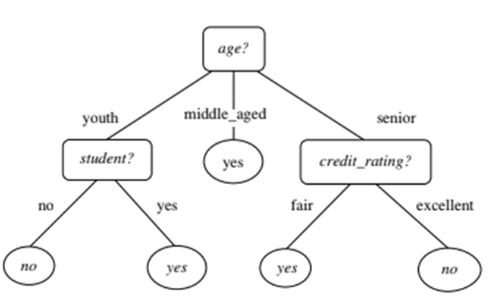 age?
youth
middle_aged
senior
student?
yes
credit_rating?
no
yes
fair
excellent
no
yes
yes
no